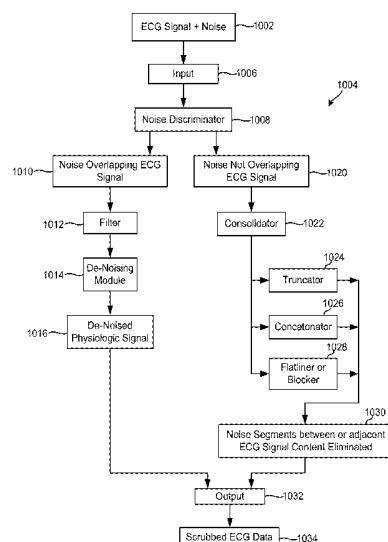 ECG Signal + Noise
1002
Input
1006
1004
Noise Discriminator
1008
1010
Noise Overlapping ECG
Signal
Noise Not Overlapping
ECG Signal
1020
1012
Filter
Consolidator
1022
1014
De-Noising
Module
1024
Truncator
1016
De-Noised
Physiologic Signal
1026
Concatonator
1028
Flatliner or
Blocker
1030
Noise Segments between or adjacent
ECG Signal Content Eliminated
Output
1032
Scrubbed ECG Data
1034